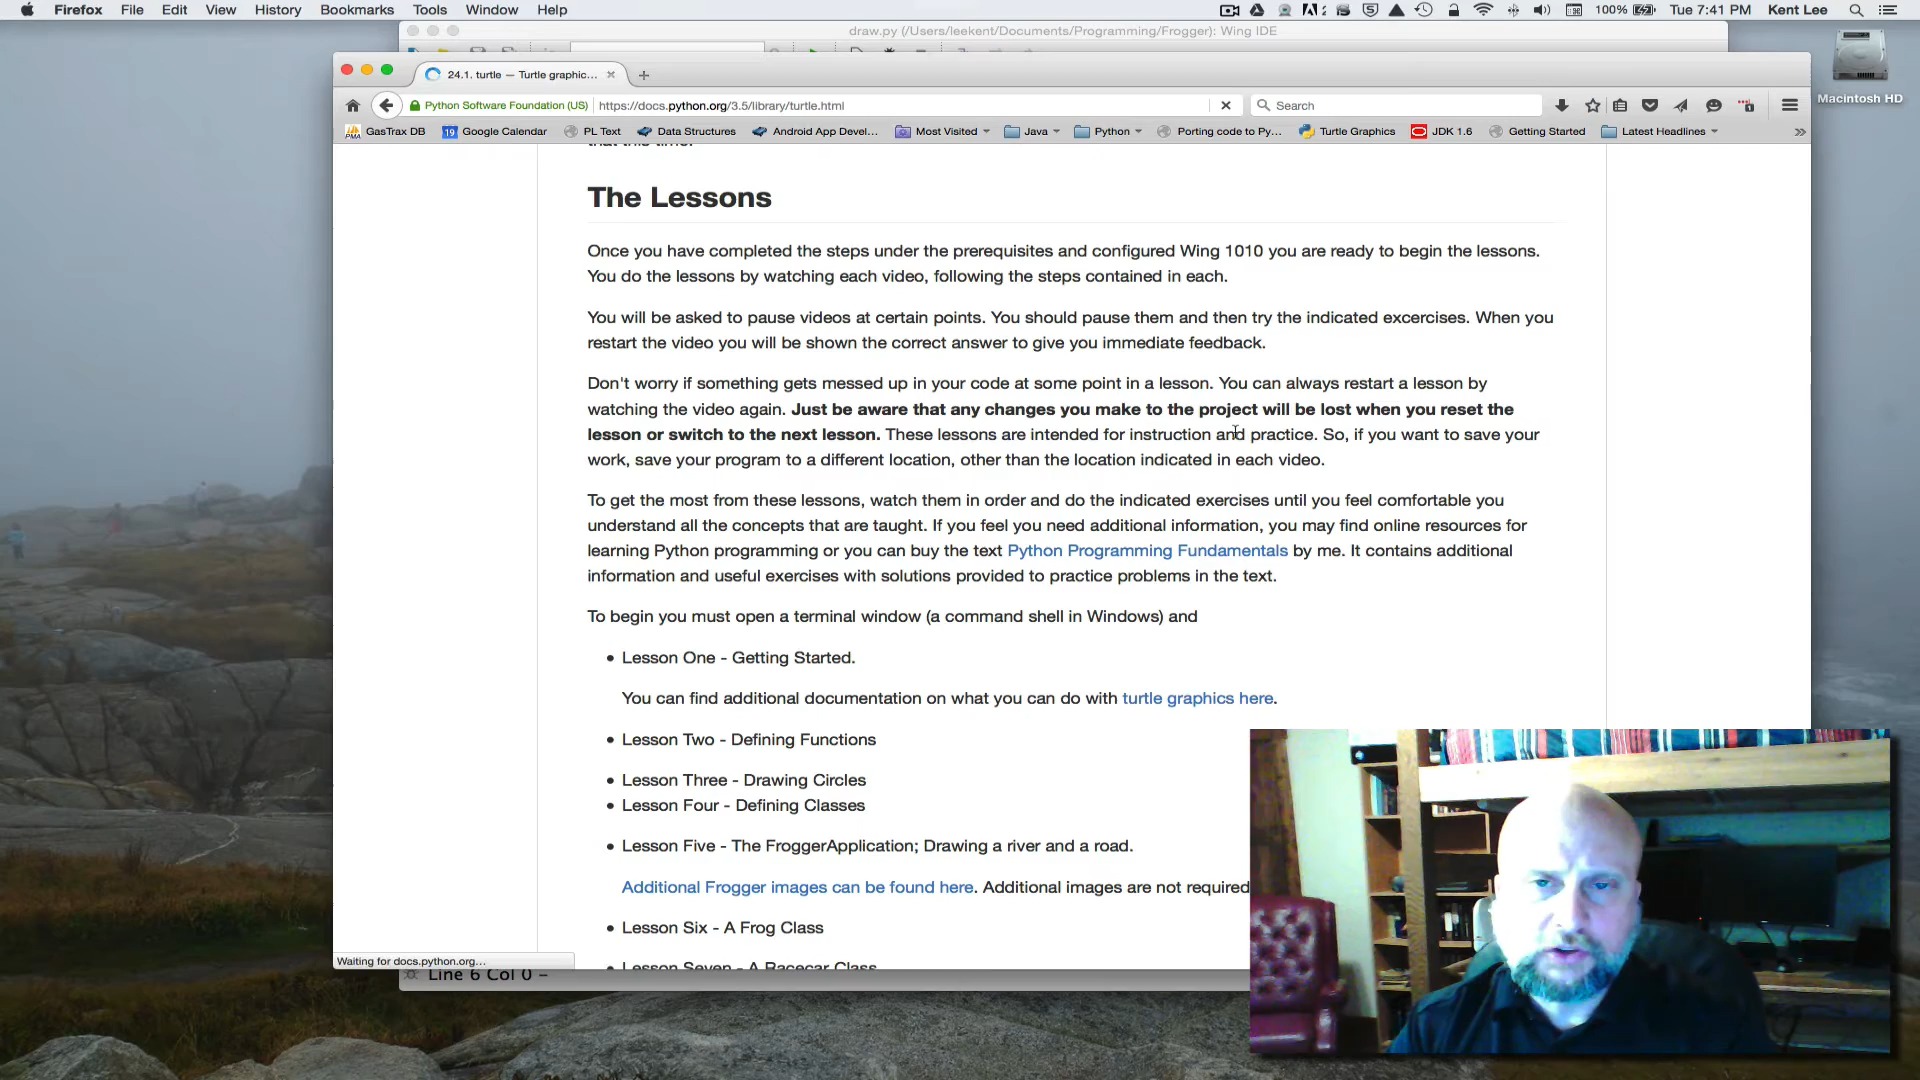 Firefox File Edit View History Bookmarks Tools Window Help 100% Tue 7:41 PM Kent Lee
draw.py (/Users/leekent/Documents/Programming/Frogger): Wing IDE
24.1. turtle — Turtle graphic...
Python Software Foundation (US) https://docs.python.org/3.5/library/turtle.html Search
GasTrax DB Google Calendar PL Text Data Structures Android App Devel... Most Visited Java Python Porting code to Py... Turtle Graphics JDK 1.6 Getting Started Latest Headlines
Macintosh HD
that this time.
The Lessons
Once you have completed the steps under the prerequisites and configured Wing 1010 you are ready to begin the lessons.
You do the lessons by watching each video, following the steps contained in each.
You will be asked to pause videos at certain points. You should pause them and then try the indicated excercises. When you
restart the video you will be shown the correct answer to give you immediate feedback.
Don't worry if something gets messed up in your code at some point in a lesson. You can always restart a lesson by
watching the video again. Just be aware that any changes you make to the project will be lost when you reset the
lesson or switch to the next lesson. These lessons are intended for instruction and practice. So, if you want to save your
work, save your program to a different location, other than the location indicated in each video.
To get the most from these lessons, watch them in order and do the indicated exercises until you feel comfortable you
understand all the concepts that are taught. If you feel you need additional information, you may find online resources for
learning Python programming or you can buy the text Python Programming Fundamentals by me. It contains additional
information and useful exercises with solutions provided to practice problems in the text.
To begin you must open a terminal window (a command shell in Windows) and
• Lesson One - Getting Started.
You can find additional documentation on what you can do with turtle graphics here.
• Lesson Two - Defining Functions
• Lesson Three - Drawing Circles
• Lesson Four - Defining Classes
• Lesson Five - The FroggerApplication; Drawing a river and a road.
Additional Frogger images can be found here. Additional images are not required
• Lesson Six - A Frog Class
• Lesson Seven - A Racecar Class
Waiting for docs.python.org...
Line 6 Col 0 –